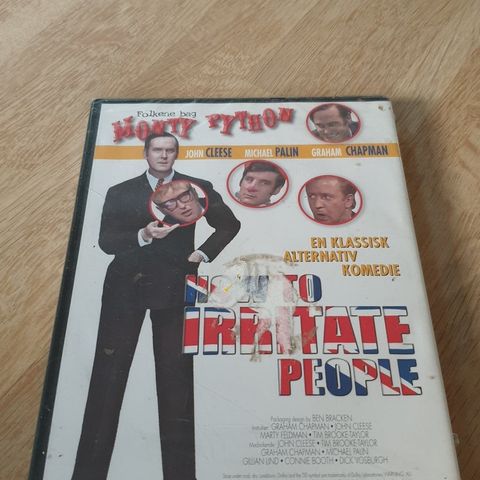 Folkene bag
MONTY PYTHON
JOHN CLEESE MICHAEL PALIN GRAHAM CHAPMAN
EN KLASSISK
ALTERNATIV
KOMEDIE
HOW TO
IRRITATE
PEOPLE
Packaging design by BEN BRACKEN
Instruktør: GRAHAM CHAPMAN • JOHN CLEESE
MARTY FELDMAN • TIM BROOKE-TAYLOR
Medvirkende: JOHN CLEESE • TIM BROOKE-TAYLOR
GRAHAM CHAPMAN • MICHAEL PALIN
GILLIAN LIND • CONNIE BOOTH • DICK VOSBURGH